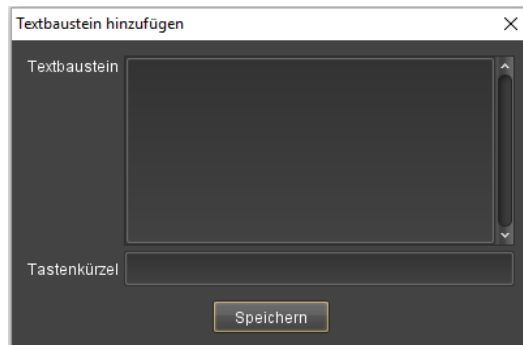 Textbaustein hinzufügen
Textbaustein
Tastenkürzel
Speichern